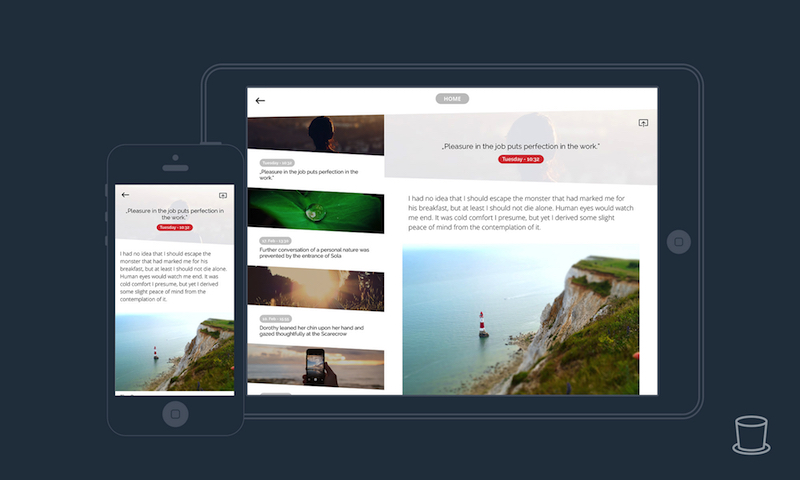 „Pleasure in the job puts perfection in
the work."
Tuesday - 10:32
I had no idea that I should escape the
monster that had marked me for his
breakfast, but at least I should not die alone.
Human eyes would watch me end. It was
cold comfort I presume, but yet I derived
some slight peace of mind from the
contemplation of it.
HOME
Tuesday - 10:32
„Pleasure in the job puts perfection in the
work."
22. Feb - 13:20
Further conversation of a personal nature was
prevented by the entrance of Sola
Dorothy leaned her chin upon her hand and
gazed thoughtfully at the Scarecrow
„Pleasure in the job puts perfection in the work."
Tuesday - 10:32
I had no idea that I should escape the monster that had marked me for
his breakfast, but at least I should not die alone. Human eyes would watch
me end. It was cold comfort I presume, but yet I derived some slight
peace of mind from the contemplation of it.